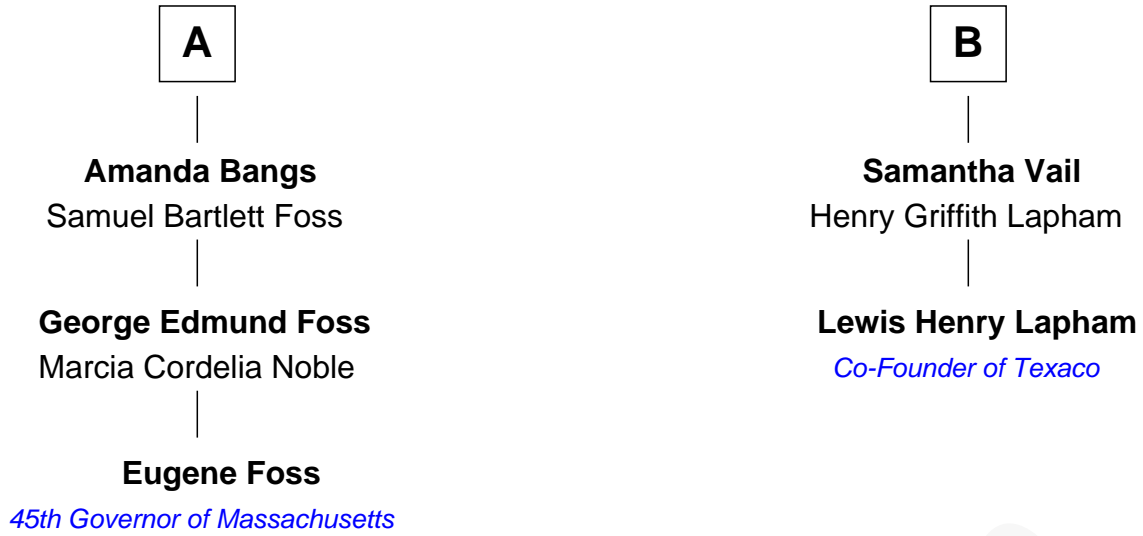 A
Amanda Bangs
Samuel Bartlett Foss
George Edmund Foss
Marcia Cordelia Noble
Eugene Foss
45th Governor of Massachusetts
B
Samantha Vail
Henry Griffith Lapham
Lewis Henry Lapham
Co-Founder of Texaco